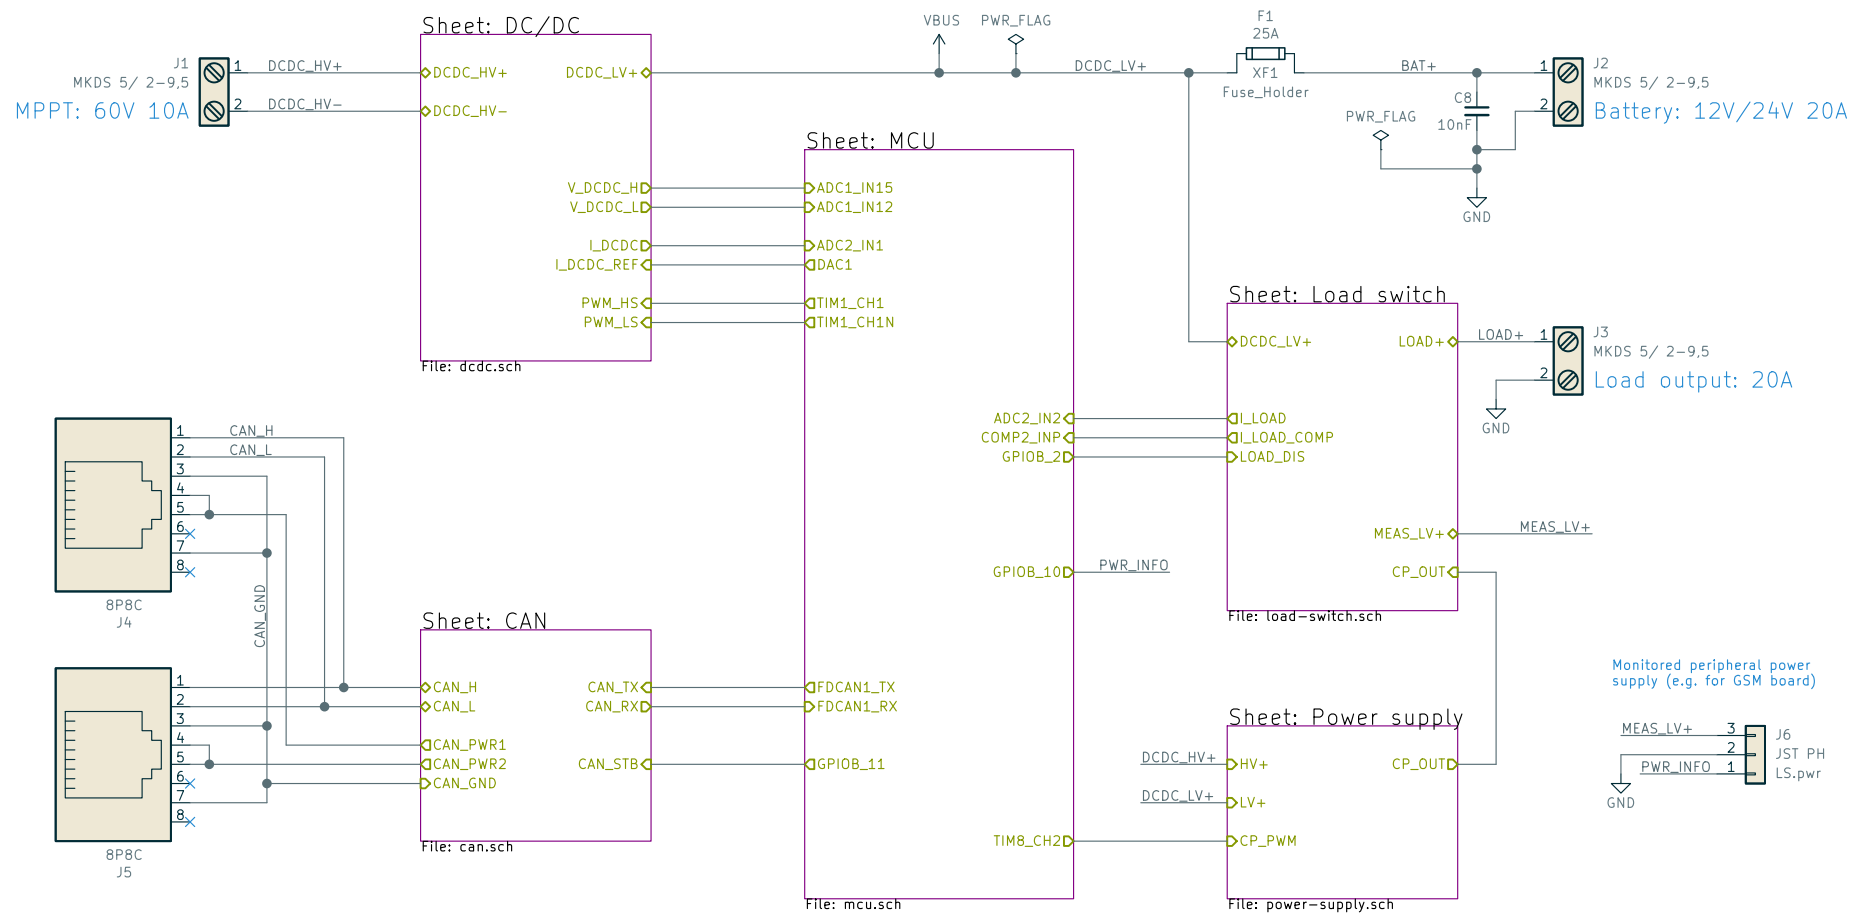 Sheet: DC/DC
J1
MKDS 5/ 2-9,5
MPPT: 60V 10A
1
2
DCDC_HV+
DCDC_HV-
DCDC_HV+
DCDC_HV-
DCDC_LV+
V_DCDC_H
V_DCDC_L
I_DCDC
I_DCDC_REF
PWM_HS
PWM_LS
File: dcdc.sch
VBUS
PWR_FLAG
DCDC_LV+
F1
25A
XF1
Fuse_Holder
BAT+
C8
10nF
PWR_FLAG
GND
1
2
J2
MKDS 5/ 2-9,5
Battery: 12V/24V 20A
Sheet: MCU
ADC1_IN15
ADC1_IN12
ADC2_IN1
DAC1
TIM1_CH1
TIM1_CH1N
ADC2_IN2
COMP2_INP
GPIOB_2
GPIOB_10
PWR_INFO
FDCAN1_TX
FDCAN1_RX
GPIOB_11
TIM8_CH2
File: mcu.sch
Sheet: Load switch
DCDC_LV+
LOAD+
I_LOAD
I_LOAD_COMP
LOAD_DIS
MEAS_LV+
CP_OUT
File: load-switch.sch
LOAD+
MEAS_LV+
1
2
J3
MKDS 5/ 2-9,5
Load output: 20A
GND
1
2
3
4
5
6
7
8
8P8C
J4
CAN_H
CAN_L
CAN_GND
1
2
3
4
5
6
7
8
8P8C
J5
Sheet: CAN
CAN_H
CAN_L
CAN_PWR1
CAN_PWR2
CAN_GND
CAN_TX
CAN_RX
CAN_STB
File: can.sch
Sheet: Power supply
DCDC_HV+
DCDC_LV+
HV+
LV+
CP_PWM
CP_OUT
File: power-supply.sch
Monitored peripheral power
supply (e.g. for GSM board)
MEAS_LV+
PWR_INFO
GND
3
2
1
J6
JST PH
LS.pwr